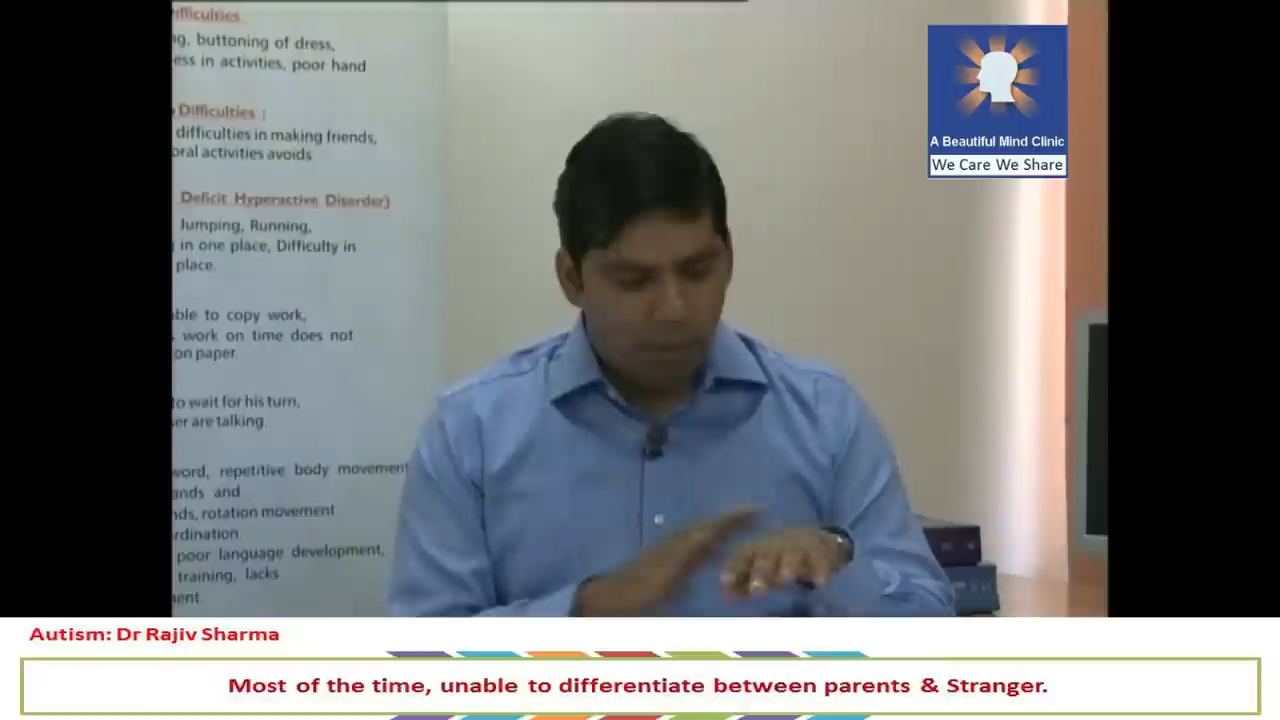 ifficulties
g, buttoning of dress,
ess in activities, poor hand
Difficulties :
difficulties in making friends,
oral activities avoids
Deficit Hyperactive Disorder)
Jumping, Running,
in one place, Difficulty in
place.
ble to copy work,
work on time does not
on paper.
to wait for his turn,
er are talking.
word, repetitive body movement
ands and
nds, rotation movement
rdination
poor language development,
training, lacks
ment.
A Beautiful Mind Clinic
We Care We Share
Autism: Dr Rajiv Sharma
Most of the time, unable to differentiate between parents & Stranger.